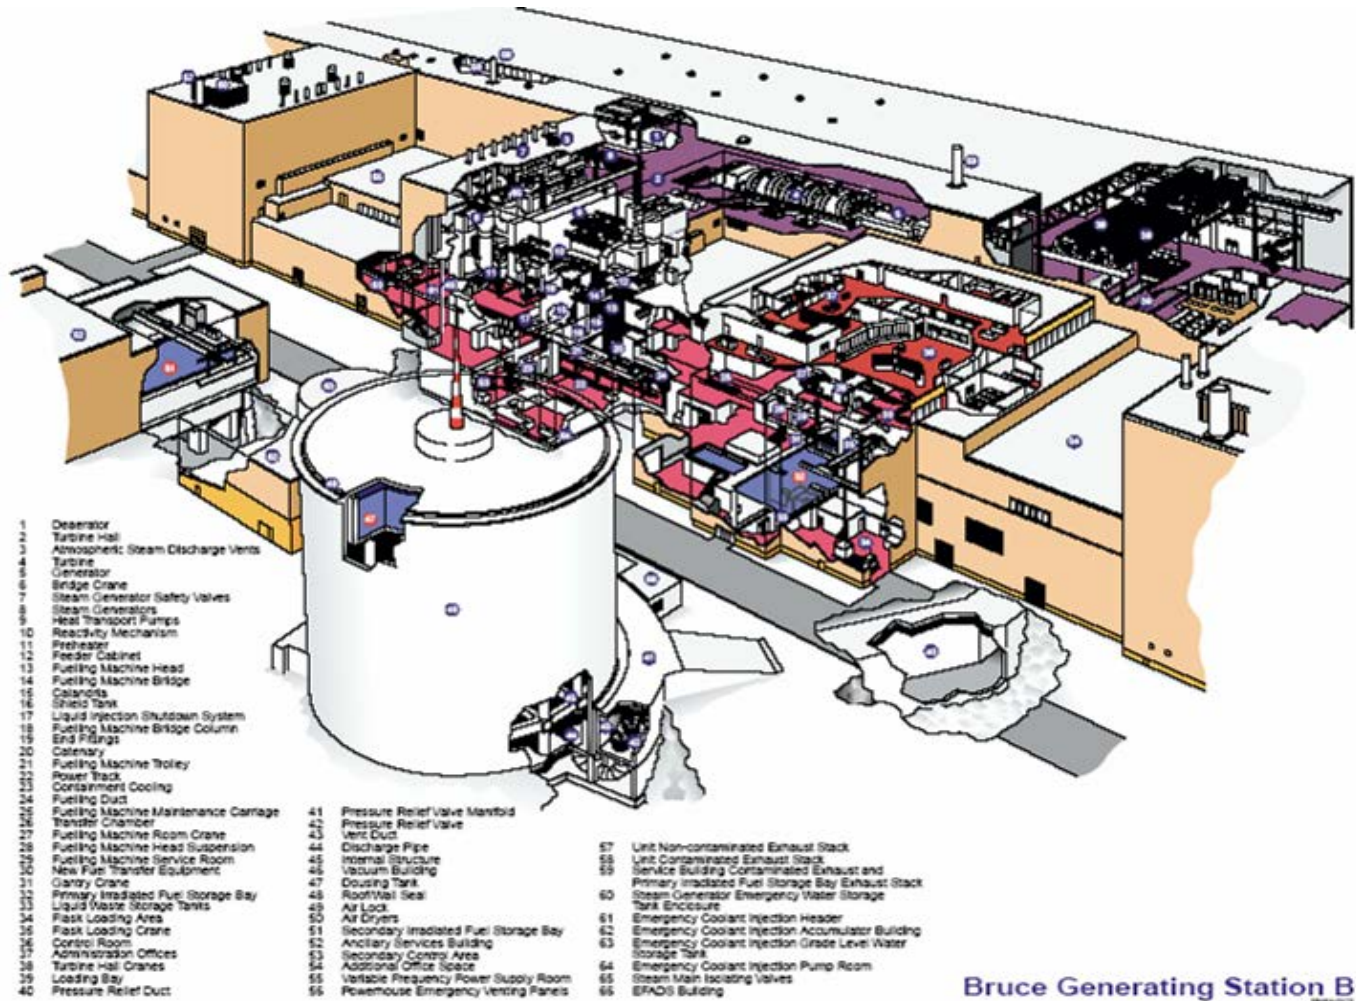 1 Deaerator
2 Turbine Hall
3 Atmospheric Steam Discharge Vents
4 Turbine
5 Generator
6 Bridge Crane
7 Steam Generator Safety Valves
8 Steam Generators
9 Heat Transport Pumps
10 Reactivity Mechanism
11 Preheater
12 Feeder Cabinet
13 Fuelling Machine Head
14 Fuelling Machine Bridge
15 Calandria
16 Shield Tank
17 Liquid Injection Shutdown System
18 Fuelling Machine Bridge Column
19 End Fittings
20 Catenary
21 Fuelling Machine Trolley
22 Power Track
23 Containment Cooling
24 Fuelling Duct
25 Fuelling Machine Maintenance Carriage
26 Transfer Chamber
27 Fuelling Machine Room Crane
28 Fuelling Machine Head Suspension
29 Fuelling Machine Service Room
30 New Fuel Transfer Equipment
31 Gantry Crane
32 Primary Irradiated Fuel Storage Bay
33 Liquid Waste Storage Tanks
34 Flask Loading Area
35 Flask Loading Crane
36 Control Room
37 Administration Offices
38 Turbine Hall Cranes
39 Loading Bay
40 Pressure Relief Duct
41 Pressure Relief Valve Manifold
42 Pressure Relief Valve
43 Vent Duct
44 Discharge Pipe
45 Internal Structure
46 Vacuum Building
47 Dousing Tank
48 Roof/Wall Seal
49 Air Lock
50 Air Dryers
51 Secondary Irradiated Fuel Storage Bay
52 Ancillary Services Building
53 Secondary Control Area
54 Additional Office Space
55 Variable Frequency Power Supply Room
56 Powerhouse Emergency Venting Panels
57 Unit Non-contaminated Exhaust Stack
58 Unit Contaminated Exhaust Stack
59 Service Building Contaminated Exhaust and
Primary Irradiated Fuel Storage Bay Exhaust Stack
60 Steam Generator Emergency Water Storage
Tank Enclosure
61 Emergency Coolant Injection Header
62 Emergency Coolant Injection Accumulator Building
63 Emergency Coolant Injection Grade Level Water
Storage Tank
64 Emergency Coolant Injection Pump Room
65 Steam Main Isolating Valves
66 EFADS Building
Bruce Generating Station B